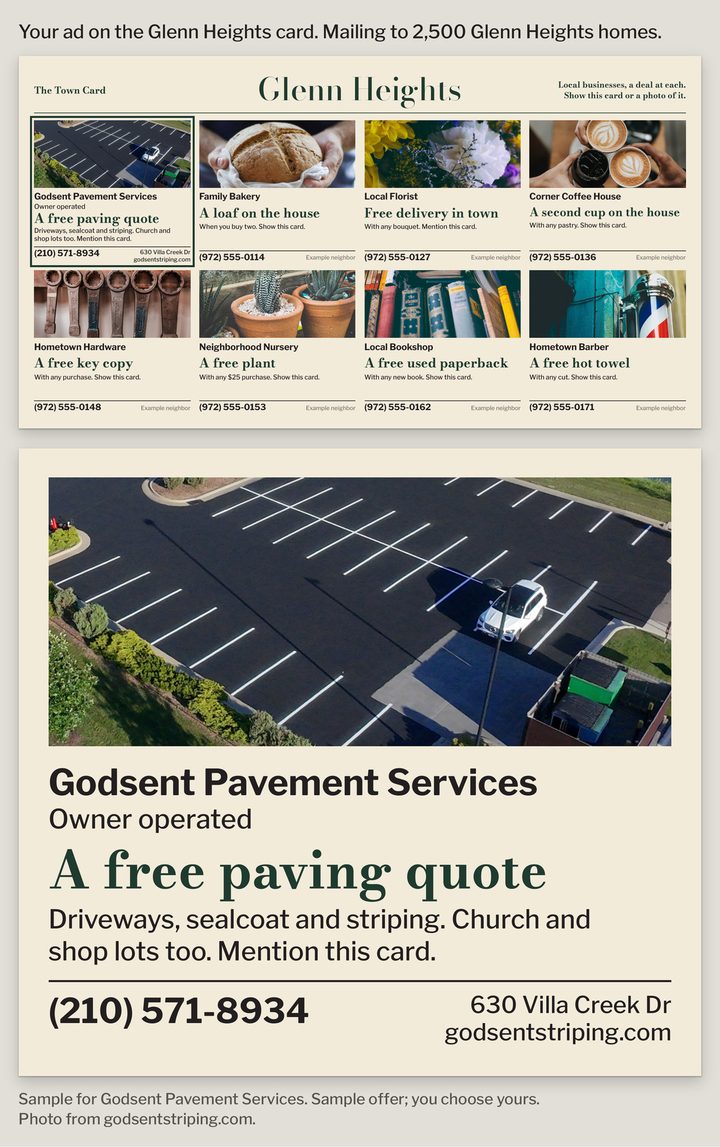 Your ad on the Glenn Heights card. Mailing to 2,500 Glenn Heights homes.
The Town Card
Glenn Heights
Local businesses, a deal at each.
Show this card or a photo of it.
Godsent Pavement Services
Owner operated
A free paving quote
Driveways, sealcoat and striping. Church and
shop lots too. Mention this card.
(210) 571-8934
630 Villa Creek Dr
godsentstriping.com
Family Bakery
A loaf on the house
When you buy two. Show this card.
(972) 555-0114
Example neighbor
Local Florist
Free delivery in town
With any bouquet. Mention this card.
(972) 555-0127
Example neighbor
Corner Coffee House
A second cup on the house
With any pastry. Show this card.
(972) 555-0136
Example neighbor
Hometown Hardware
A free key copy
With any purchase. Show this card.
(972) 555-0148
Example neighbor
Neighborhood Nursery
A free plant
With any $25 purchase. Show this card.
(972) 555-0153
Example neighbor
Local Bookshop
A free used paperback
With any new book. Show this card.
(972) 555-0162
Example neighbor
Hometown Barber
A free hot towel
With any cut. Show this card.
(972) 555-0171
Example neighbor
Godsent Pavement Services
Owner operated
A free paving quote
Driveways, sealcoat and striping. Church and
shop lots too. Mention this card.
(210) 571-8934
630 Villa Creek Dr
godsentstriping.com
Sample for Godsent Pavement Services. Sample offer; you choose yours.
Photo from godsentstriping.com.